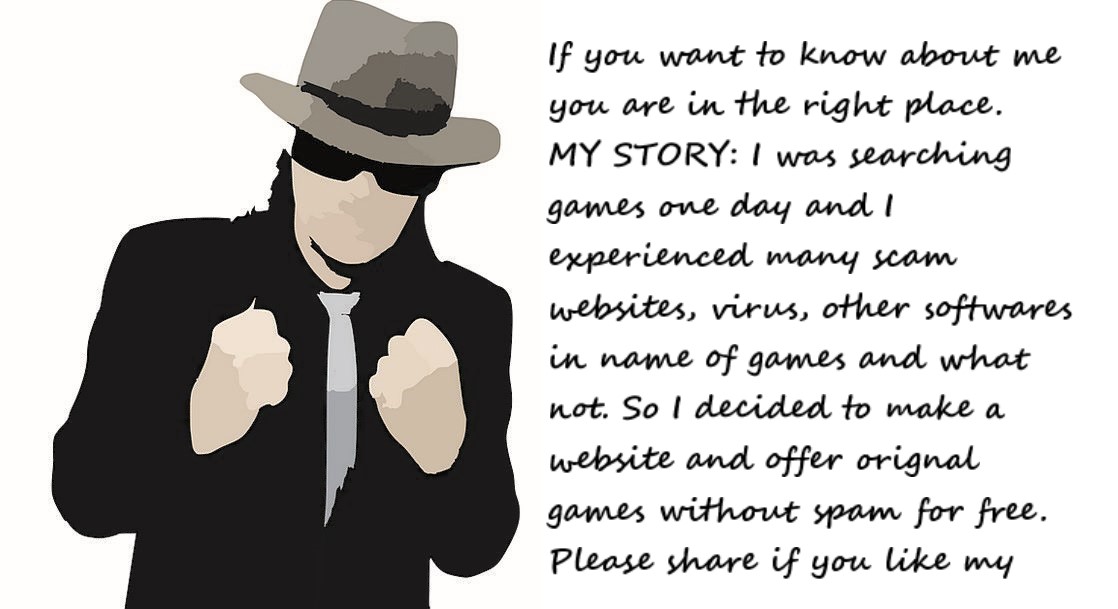 If you want to know about me
you are in the right place.
MY STORY: I was searching
games one day and I
experienced many scam
websites, virus, other softwares
in name of games and what
not. So I decided to make a
website and offer orignal
games without spam for free.
Please share if you like my